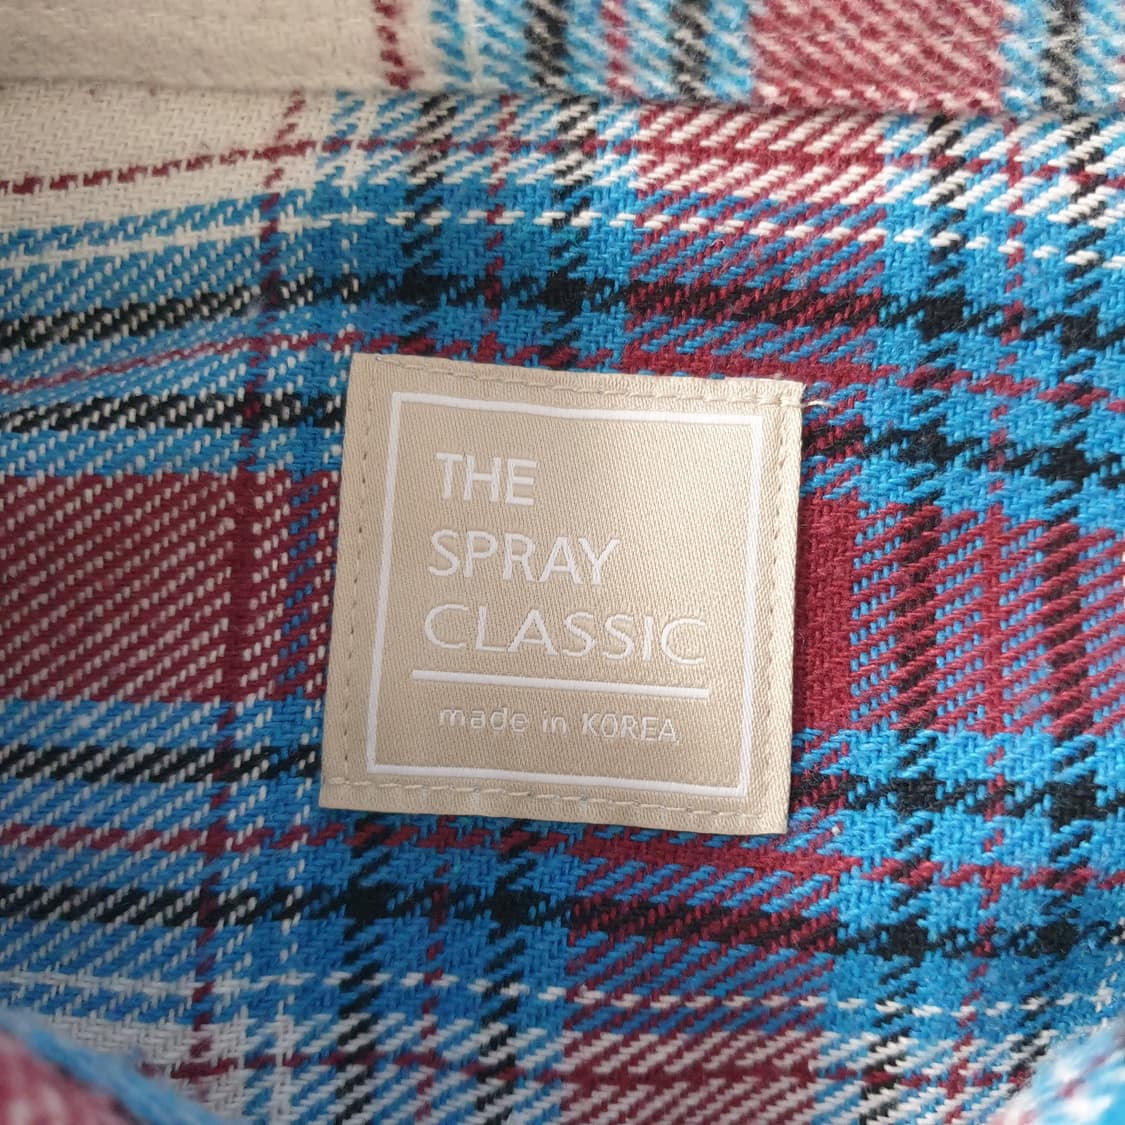 THE
SPRAY
CLASSIC
made in KOREA